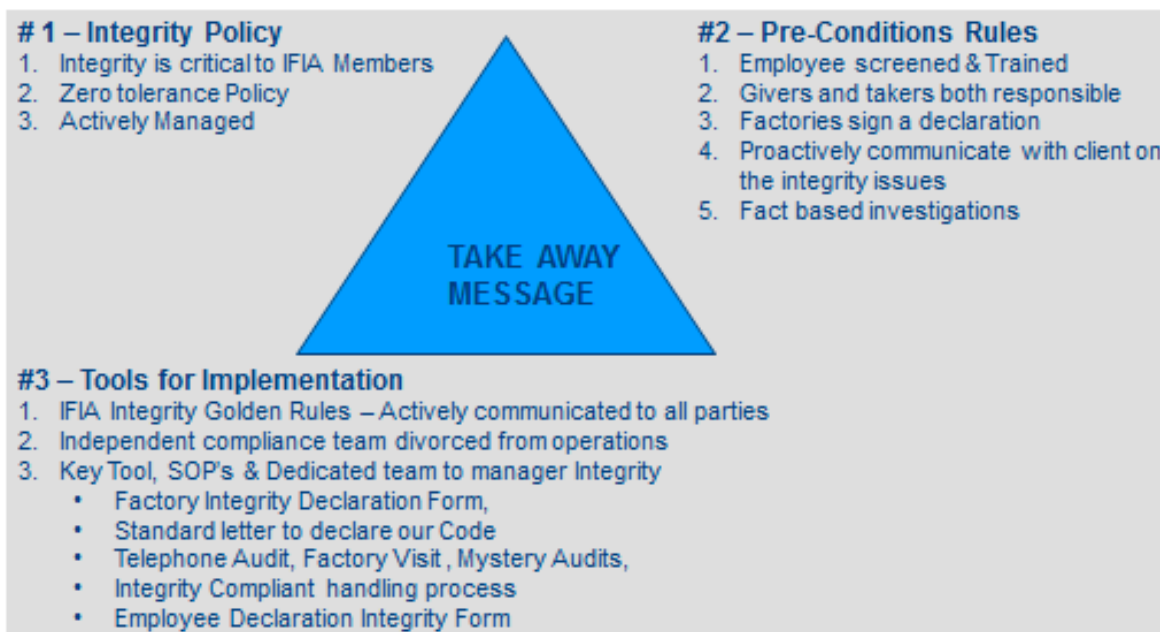 # 1 – Integrity Policy
1. Integrity is critical to IFIA Members
2. Zero tolerance Policy
3. Actively Managed
#2 – Pre-Conditions Rules
1. Employee screened & Trained
2. Givers and takers both responsible
3. Factories sign a declaration
4. Proactively communicate with client on
the integrity issues
5. Fact based investigations
TAKE AWAY
MESSAGE
#3 – Tools for Implementation
1. IFIA Integrity Golden Rules – Actively communicated to all parties
2. Independent compliance team divorced from operations
3. Key Tool, SOP's & Dedicated team to manager Integrity
• Factory Integrity Declaration Form,
• Standard letter to declare our Code
• Telephone Audit, Factory Visit , Mystery Audits,
• Integrity Compliant handling process
• Employee Declaration Integrity Form